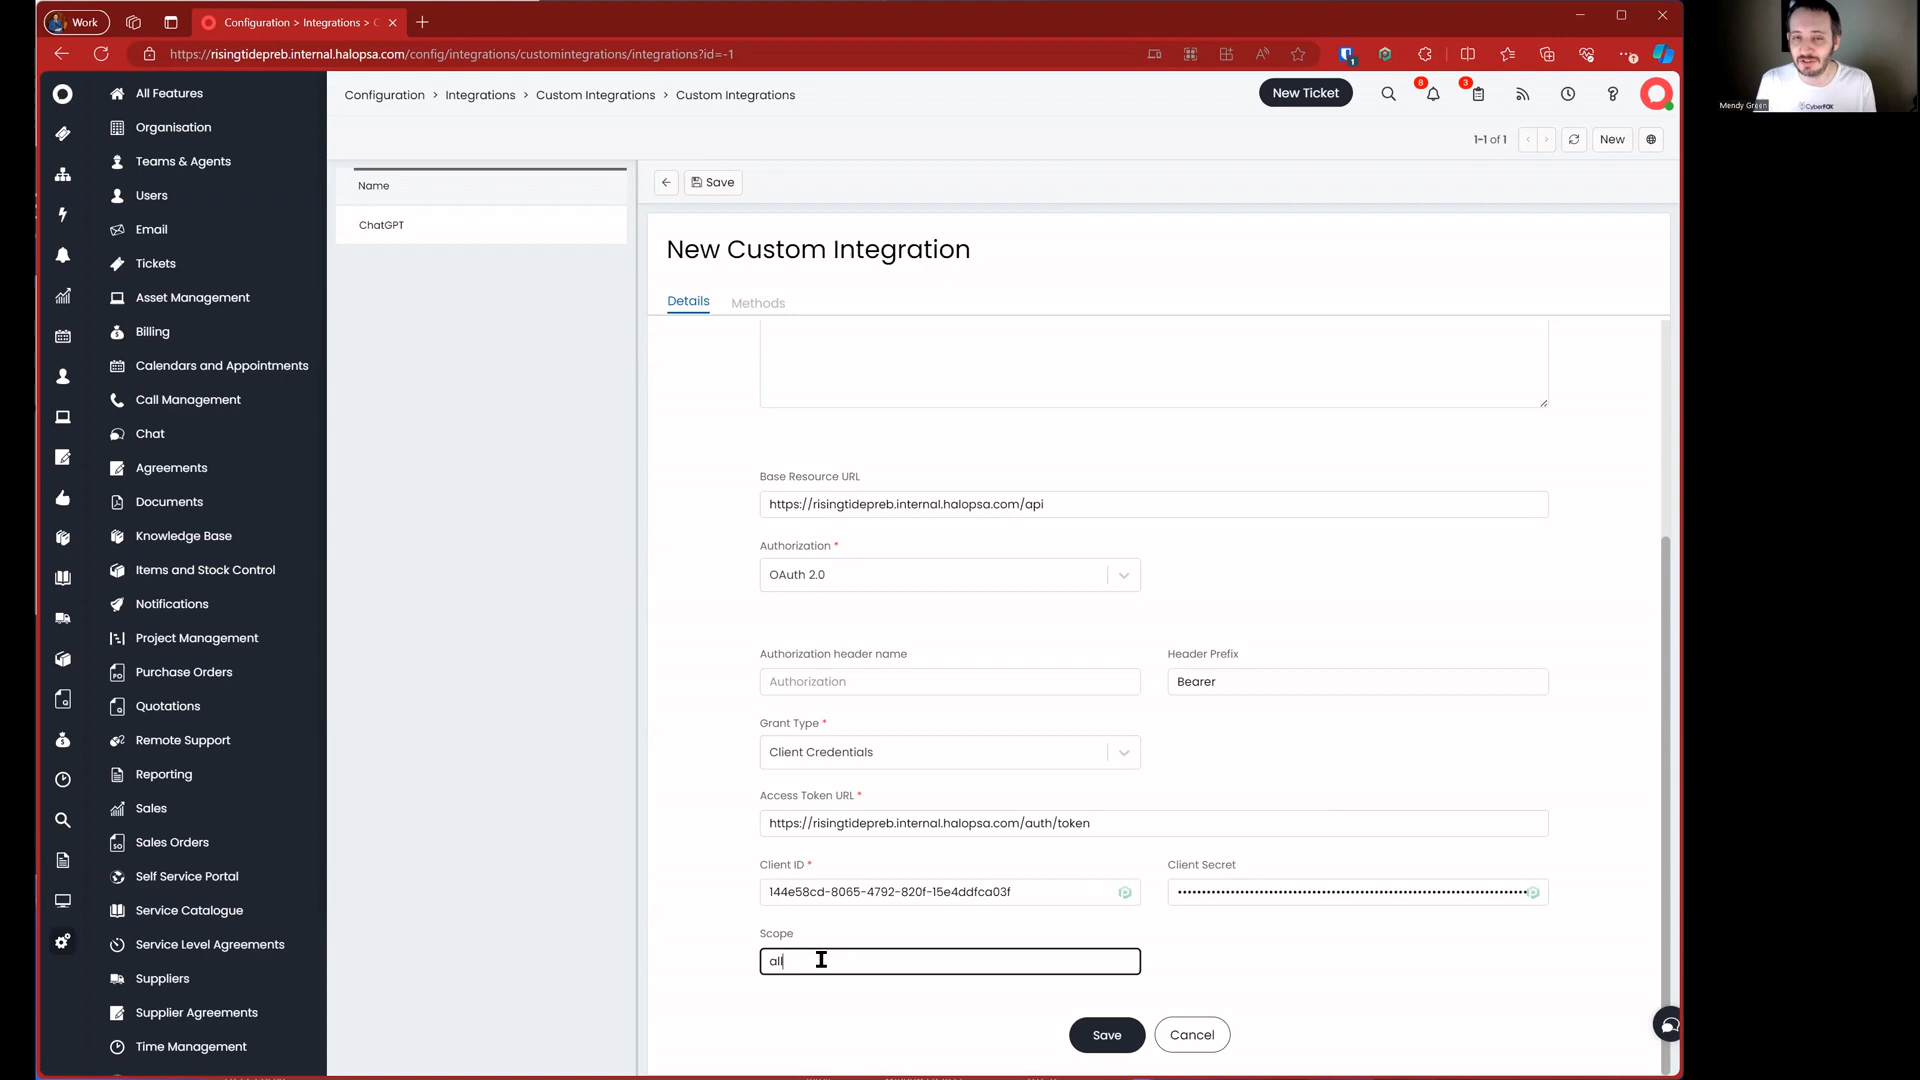 Work
Configuration > Integrations > C
https://risingtidepreb.internal.halopsa.com/config/integrations/customintegrations/integrations?id=-1
1
Mendy Green
CyberFOX
All Features
Organisation
Teams & Agents
Users
Email
Tickets
Asset Management
Billing
Calendars and Appointments
Call Management
Chat
Agreements
Documents
Knowledge Base
Items and Stock Control
Notifications
Project Management
Purchase Orders
Quotations
Remote Support
Reporting
Sales
Sales Orders
Self Service Portal
Service Catalogue
Service Level Agreements
Suppliers
Supplier Agreements
Time Management
Configuration > Integrations > Custom Integrations > Custom Integrations
New Ticket
8
3
1-1 of 1
New
Name
ChatGPT
Save
New Custom Integration
Details
Methods
Base Resource URL
https://risingtidepreb.internal.halopsa.com/api
Authorization *
OAuth 2.0
Authorization header name
Header Prefix
Authorization
Bearer
Grant Type *
Client Credentials
Access Token URL *
https://risingtidepreb.internal.halopsa.com/auth/token
Client ID *
Client Secret
144e58cd-8065-4792-820f-15e4ddfca03f
Scope
all
Save
Cancel